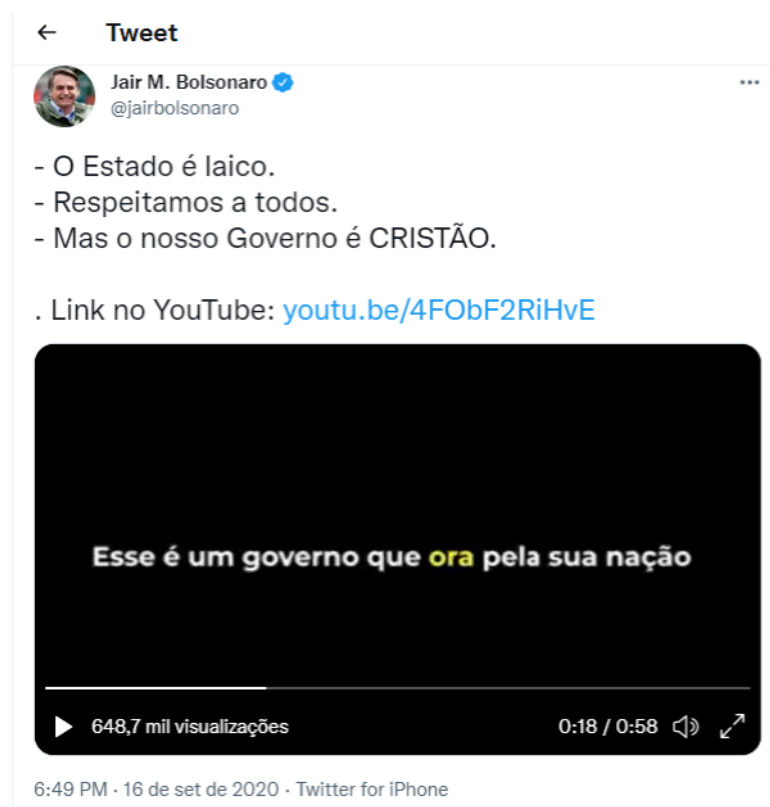 Tweet
Jair M. Bolsonaro
@jairbolsonaro
- O Estado é laico.
- Respeitamos a todos.
- Mas o nosso Governo é CRISTÃO.
. Link no YouTube: youtu.be/4FObF2RiHvE
Esse é um governo que ora pela sua nação
648,7 mil visualizações 0:18 / 0:58
6:49 PM · 16 de set de 2020 · Twitter for iPhone